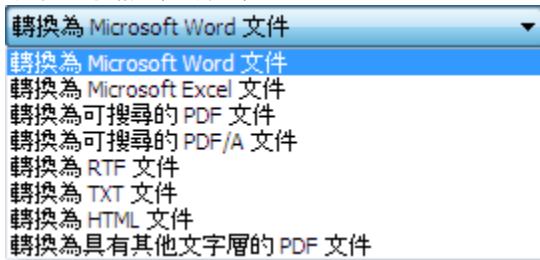 轉換為 Microsoft Word 文件
轉換為 Microsoft Word 文件
轉換為 Microsoft Excel 文件
轉換為可搜尋的 PDF 文件
轉換為可搜尋的 PDF/A 文件
轉換為 RTF 文件
轉換為 TXT 文件
轉換為 HTML 文件
轉換為具有其他文字層的 PDF 文件